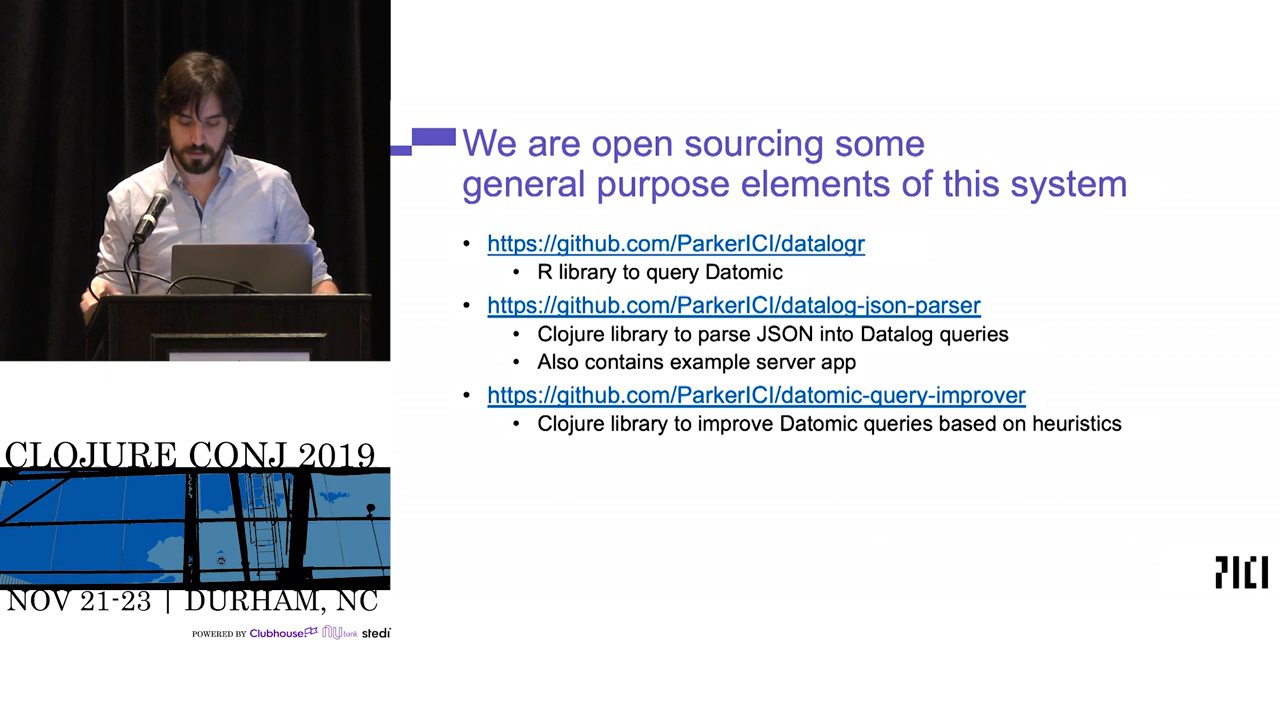 We are open sourcing some
general purpose elements of this system
• https://github.com/ParkerICI/datalogr
• R library to query Datomic
• https://github.com/ParkerICI/datalog-json-parser
• Clojure library to parse JSON into Datalog queries
• Also contains example server app
• https://github.com/ParkerICI/datomic-query-improver
• Clojure library to improve Datomic queries based on heuristics
PICI
CLOJURE CONJ 2019
NOV 21-23 | DURHAM, NC
POWERED BY Clubhouse nubank stedi